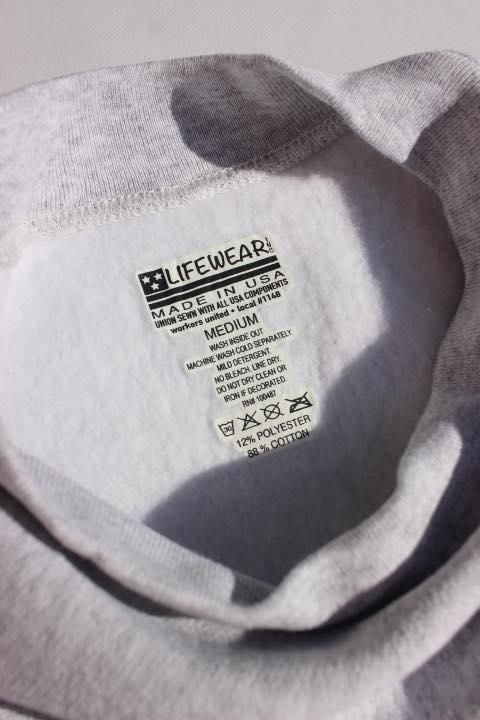 LIFEWEAR INC
MADE IN USA
UNION SEWN WITH ALL USA COMPONENTS
workers united • local #1148
MEDIUM
WASH INSIDE OUT
MACHINE WASH COLD SEPARATELY.
MILD DETERGENT.
NO BLEACH. LINE DRY.
DO NOT DRY CLEAN OR
IRON IF DECORATED.
RN# 100487
30
12% POLYESTER
88 % COTTON